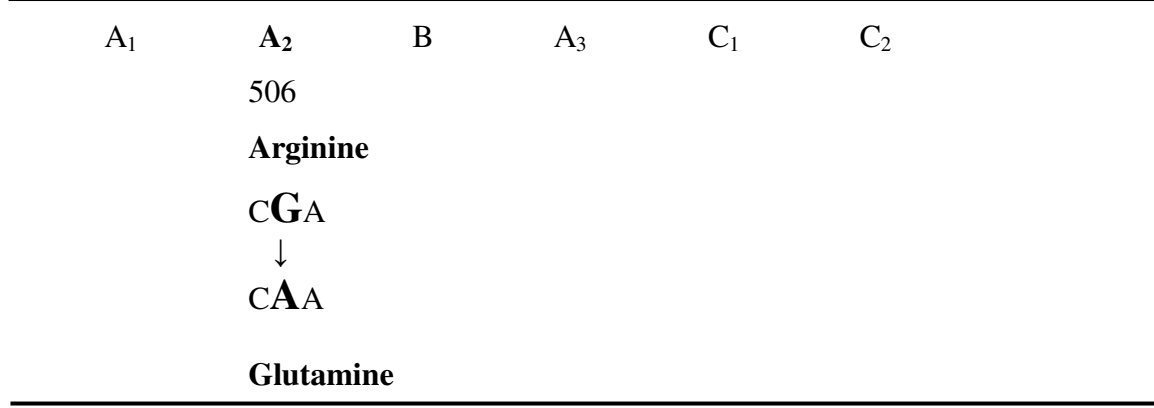 A₁ A₂ B A₃ C₁ C₂
506
Arginine
CGA
↓
CAA
Glutamine